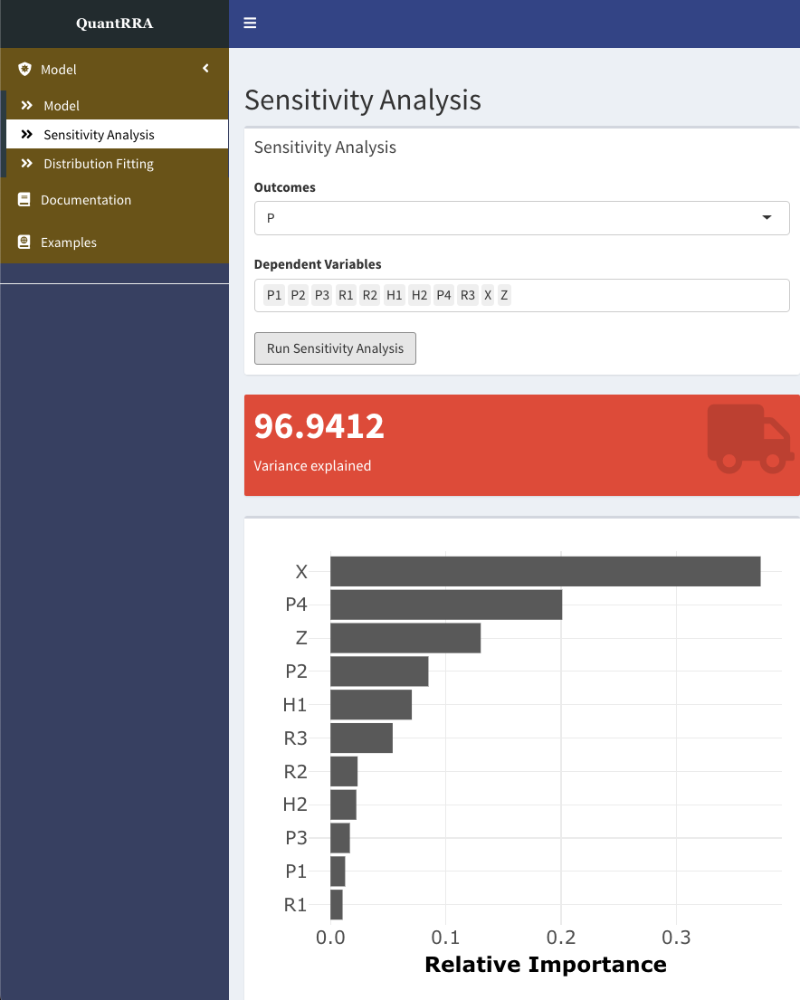 QuantRRA
Model
Model
Sensitivity Analysis
Distribution Fitting
Documentation
Examples
Sensitivity Analysis
Sensitivity Analysis
Outcomes
P
Dependent Variables
P1 P2 P3 R1 R2 H1 H2 P4 R3 X Z
Run Sensitivity Analysis
96.9412
Variance explained
X
P4
Z
P2
H1
R3
R2
H2
P3
P1
R1
0.0 0.1 0.2 0.3
Relative Importance